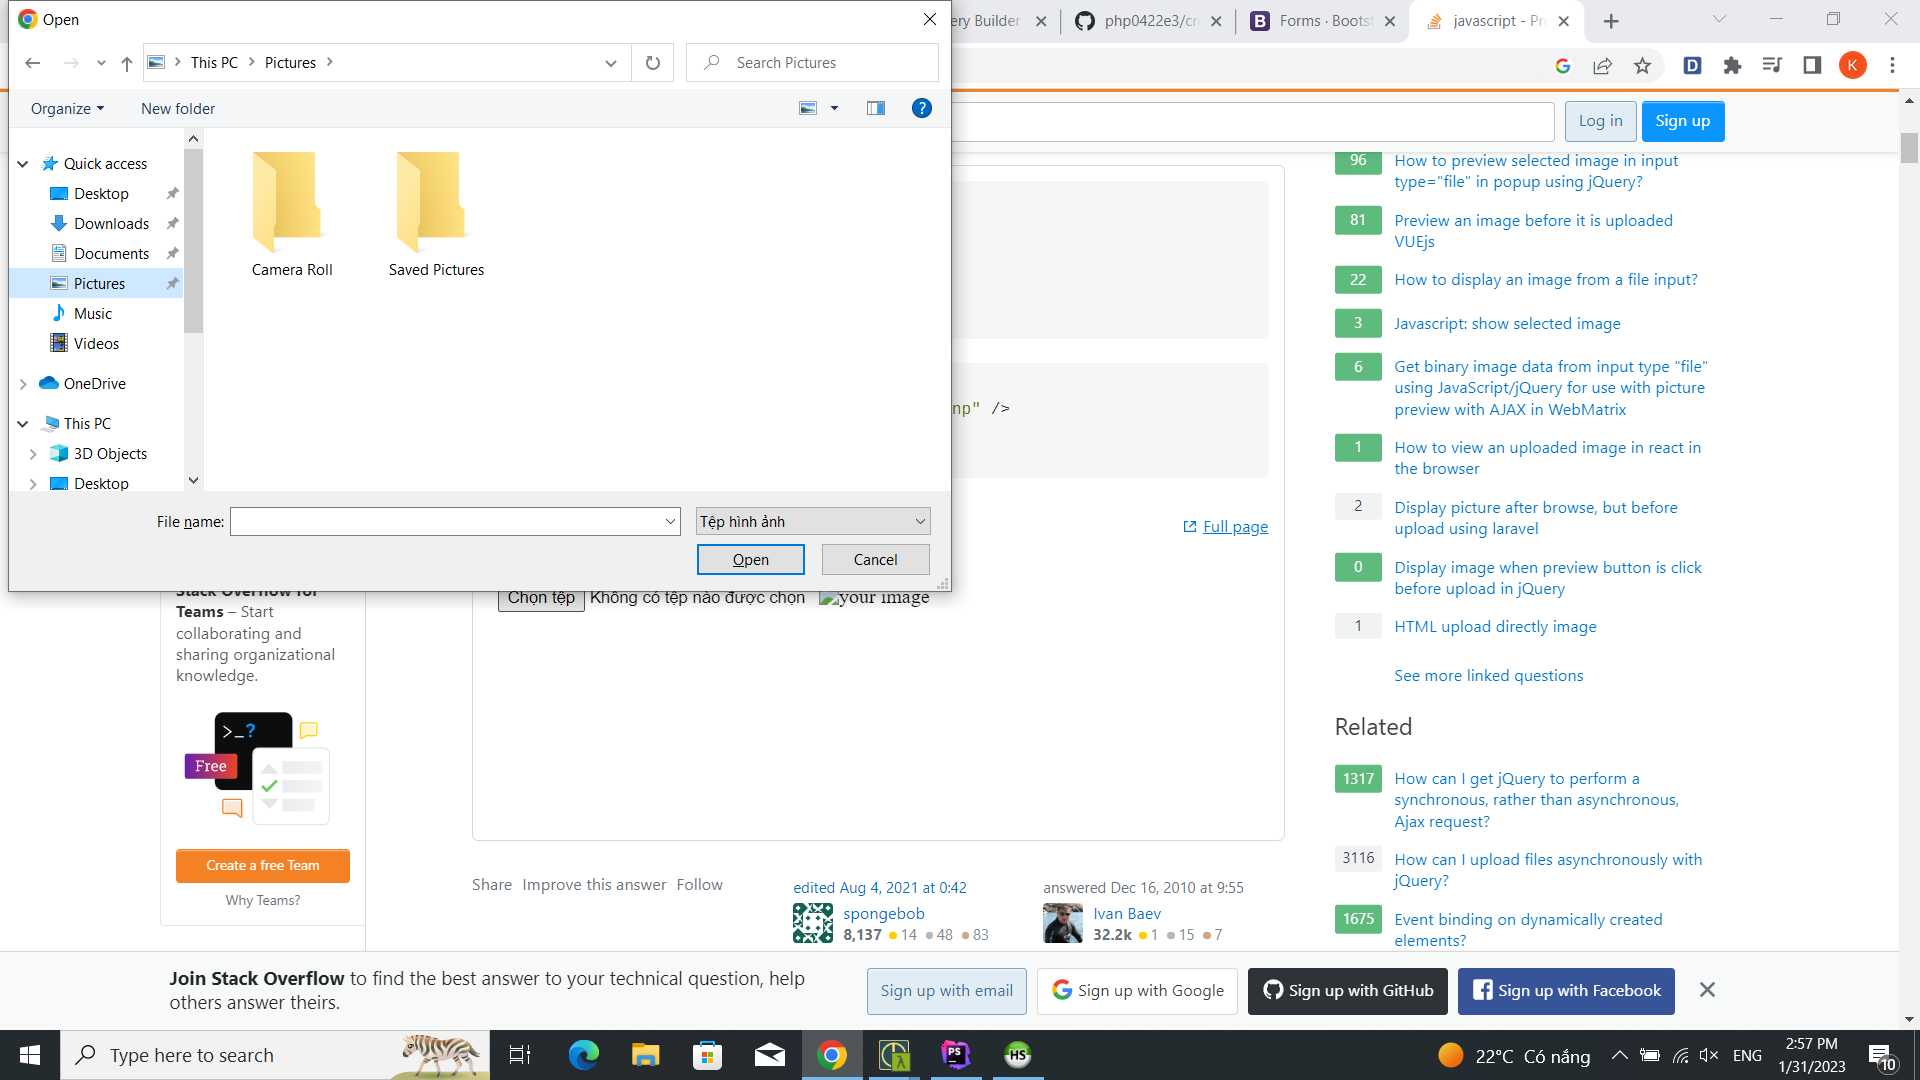 Open
ery Builder
php0422e3/cr
Forms · Bootst
javascript - Pre
This PC
Pictures
Search Pictures
K
Organize
New folder
Log in
Sign up
Quick access
Desktop
Downloads
Documents
Pictures
Music
Videos
OneDrive
This PC
3D Objects
Desktop
Camera Roll
Saved Pictures
File name:
Tệp hình ảnh
Open
Cancel
np" />
Full page
Chọn tệp Không có tệp nào được chọn your image
Stack Overflow for
Teams – Start
collaborating and
sharing organizational
knowledge.
>_?
Free
Create a free Team
Why Teams?
96 How to preview selected image in input
type="file" in popup using jQuery?
81 Preview an image before it is uploaded
VUEjs
22 How to display an image from a file input?
3 Javascript: show selected image
6 Get binary image data from input type "file"
using JavaScript/jQuery for use with picture
preview with AJAX in WebMatrix
1 How to view an uploaded image in react in
the browser
2 Display picture after browse, but before
upload using laravel
0 Display image when preview button is click
before upload in jQuery
1 HTML upload directly image
See more linked questions
Related
1317 How can I get jQuery to perform a
synchronous, rather than asynchronous,
Ajax request?
3116 How can I upload files asynchronously with
jQuery?
1675 Event binding on dynamically created
elements?
Share Improve this answer Follow
edited Aug 4, 2021 at 0:42
spongebob
8,137 14 48 83
answered Dec 16, 2010 at 9:55
Ivan Baev
32.2k 1 15 7
Join Stack Overflow to find the best answer to your technical question, help
others answer theirs.
Sign up with email
Sign up with Google
Sign up with GitHub
Sign up with Facebook
Type here to search
PS
HS
22°C Có nắng
ENG
2:57 PM
1/31/2023
10